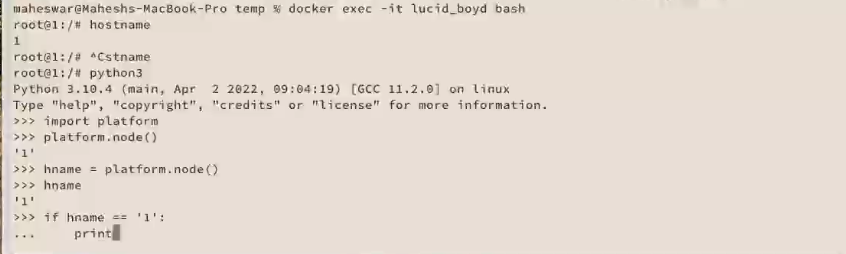 maheswar@Maheshs-MacBook-Pro temp % docker exec -it lucid_boyd bash
root@1:/# hostname
1
root@1:/# ^Cstname
root@1:/# python3
Python 3.10.4 (main, Apr  2 2022, 09:04:19) [GCC 11.2.0] on linux
Type "help", "copyright", "credits" or "license" for more information.
>>> import platform
>>> platform.node()
'1'
>>> hname = platform.node()
>>> hname
'1'
>>> if hname == '1':
...     print